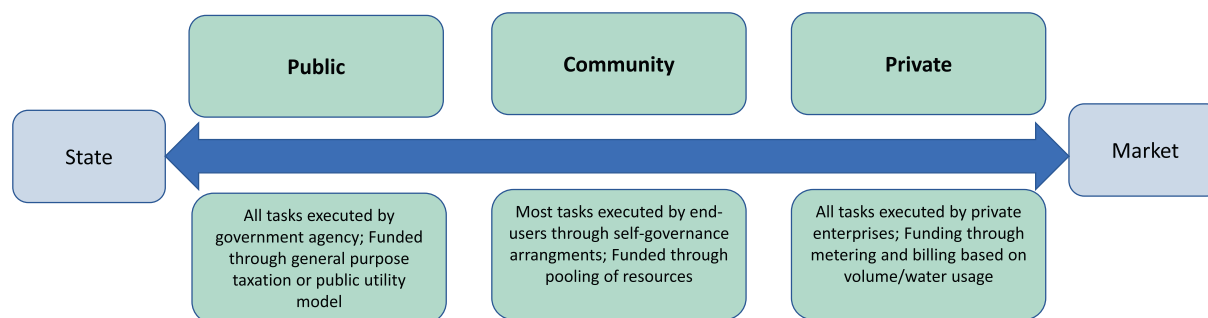 Public
Community
Private
State
Market
All tasks executed by
government agency; Funded
through general purpose
taxation or public utility
model
Most tasks executed by end-
users through self-governance
arrangments; Funded through
pooling of resources
All tasks executed by private
enterprises; Funding through
metering and billing based on
volume/water usage